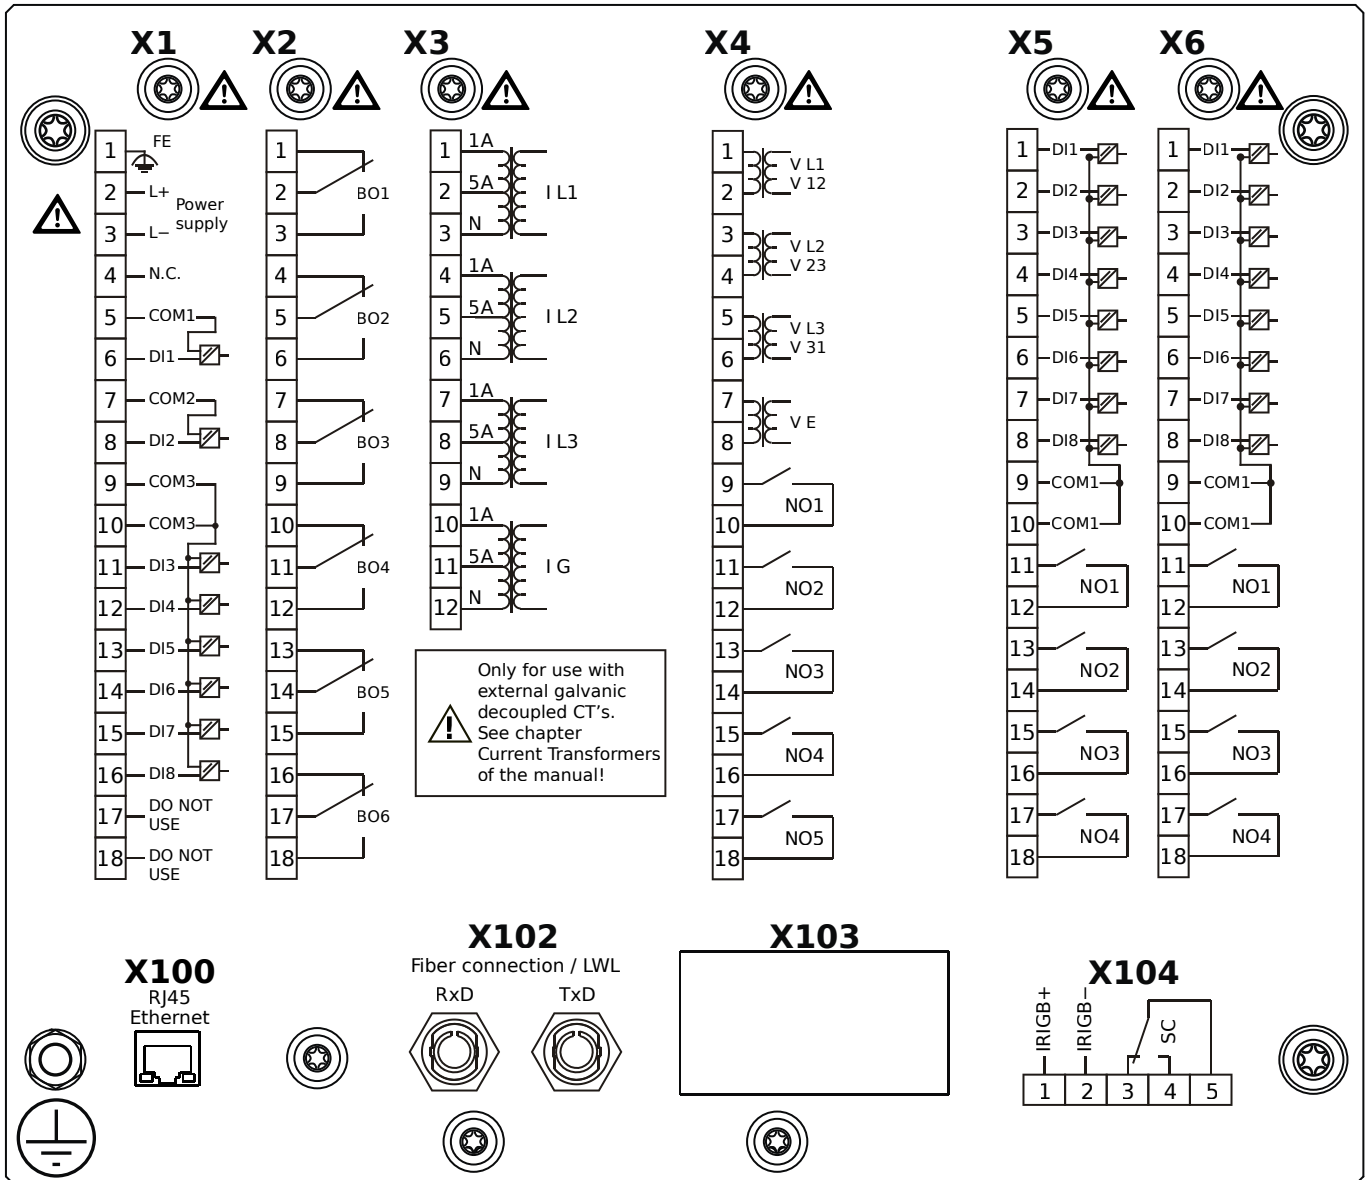 X1 X2 X3 X4 X5 X6
1 FE
2 L+
Power
supply
3 L−
4 N.C.
5 COM1
6 DI1
7 COM2
8 DI2
9 COM3
10 COM3
11 DI3
12 DI4
13 DI5
14 DI6
15 DI7
16 DI8
17 DO NOT
USE
18 DO NOT
USE
1
2 BO1
3
4
5 BO2
6
7
8 BO3
9
10
11 BO4
12
13
14 BO5
15
16
17 BO6
18
1 1A
2 5A I L1
3 N
4 1A
5 5A I L2
6 N
7 1A
8 5A I L3
9 N
10 1A
11 5A I G
12 N
Only for use with
external galvanic
decoupled CT's.
See chapter
Current Transformers
of the manual!
1 V L1
2 V 12
3 V L2
4 V 23
5 V L3
6 V 31
7
V E
8
9
NO1
10
11
NO2
12
13
NO3
14
15
NO4
16
17
NO5
18
1 DI1
2 DI2
3 DI3
4 DI4
5 DI5
6 DI6
7 DI7
8 DI8
9 COM1
10 COM1
11
NO1
12
13
NO2
14
15
NO3
16
17
NO4
18
1 DI1
2 DI2
3 DI3
4 DI4
5 DI5
6 DI6
7 DI7
8 DI8
9 COM1
10 COM1
11
NO1
12
13
NO2
14
15
NO3
16
17
NO4
18
X100
RJ45
Ethernet
X102
Fiber connection / LWL
RxD TxD
X103
X104
IRIGB+ IRIGB− SC
1 2 3 4 5